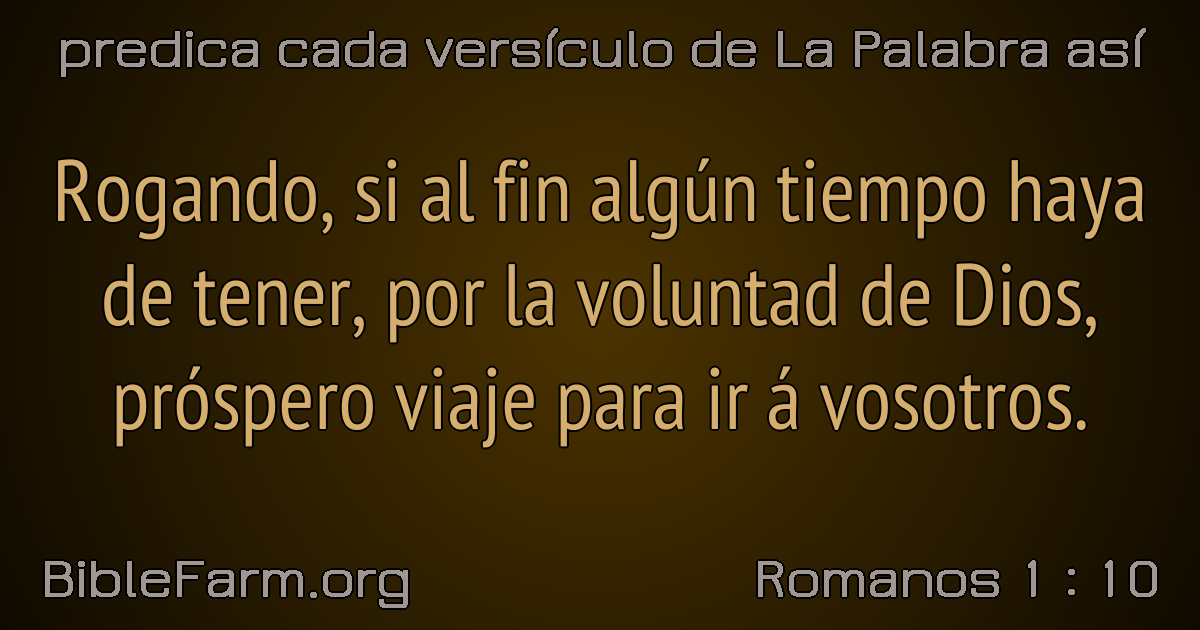 predica cada versículo de La Palabra así
Rogando, si al fin algún tiempo haya
de tener, por la voluntad de Dios,
próspero viaje para ir á vosotros.
BibleFarm.org
Romanos 1 : 10